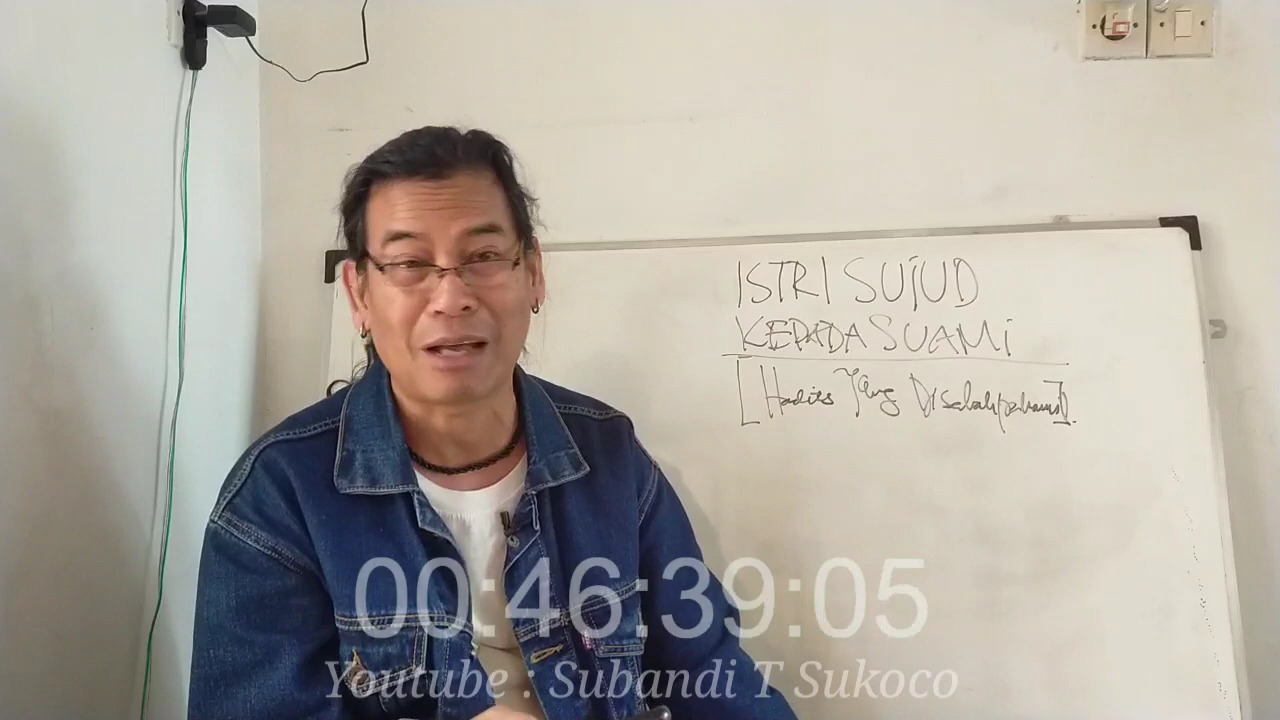 ISTRI SUJUD
KEPADA SUAMI
[Hadits Yang Disalahpahami].
00:46:39:05
Youtube : Subandi T Sukoco